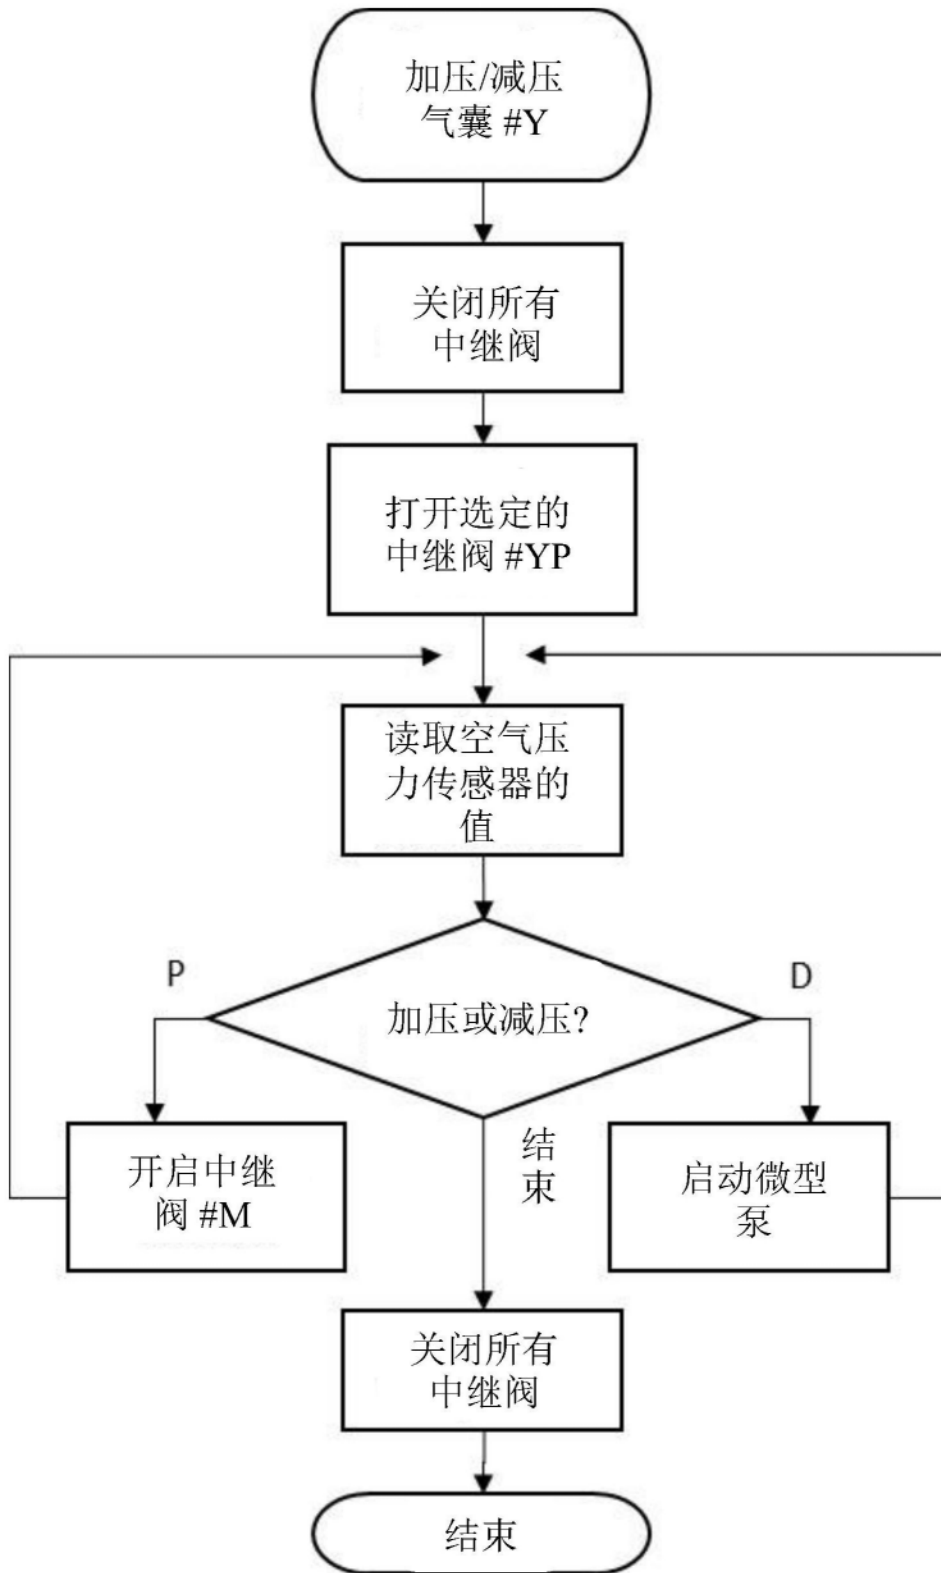 加压/减压
气囊 #Y
关闭所有
中继阀
打开选定的
中继阀 #YP
读取空气压
力传感器的
值
P
D
加压或减压?
开启中继
阀 #M
结
束
启动微型
泵
关闭所有
中继阀
结束